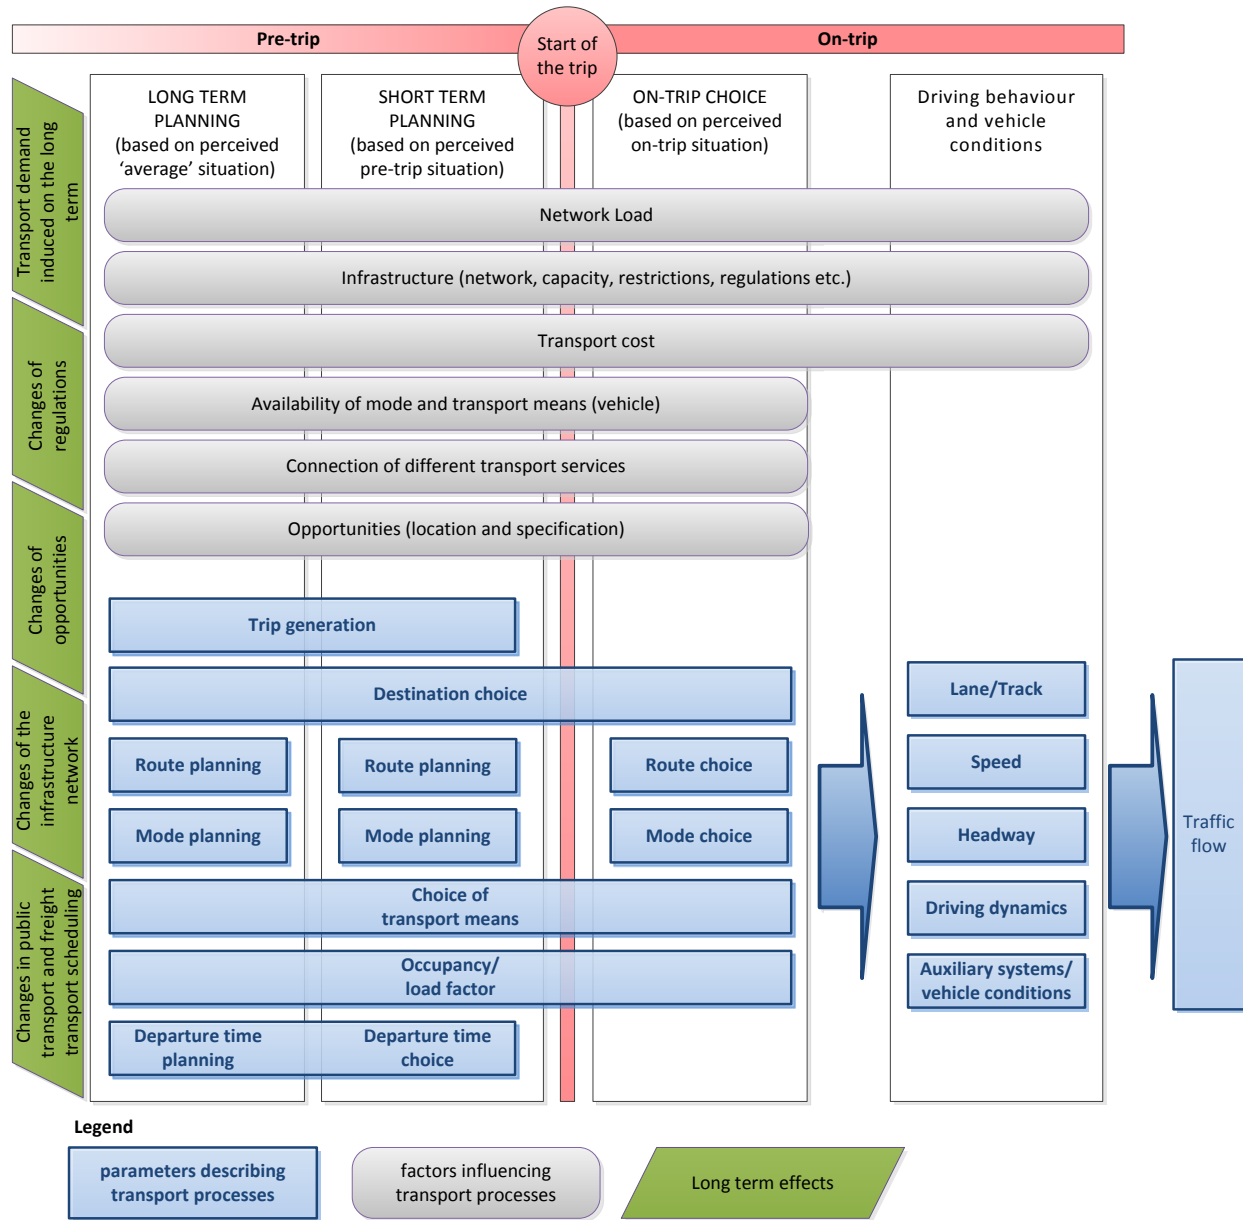 Pre-trip
Start of
the trip
On-trip
LONG TERM
PLANNING
(based on perceived
‘average’ situation)
SHORT TERM
PLANNING
(based on perceived
pre-trip situation)
ON-TRIP CHOICE
(based on perceived
on-trip situation)
Driving behaviour
and vehicle
conditions
Transport demand
induced on the long
term
Changes of
regulations
Changes of
opportunities
Changes of the
infrastructure
network
Changes in public
transport and freight
transport scheduling
Network Load
Infrastructure (network, capacity, restrictions, regulations etc.)
Transport cost
Availability of mode and transport means (vehicle)
Connection of different transport services
Opportunities (location and specification)
Trip generation
Destination choice
Route planning
Route planning
Route choice
Mode planning
Mode planning
Mode choice
Choice of
transport means
Occupancy/
load factor
Departure time
planning
Departure time
choice
Lane/Track
Speed
Headway
Driving dynamics
Auxiliary systems/
vehicle conditions
Traffic
flow
Legend
parameters describing
transport processes
factors influencing
transport processes
Long term effects